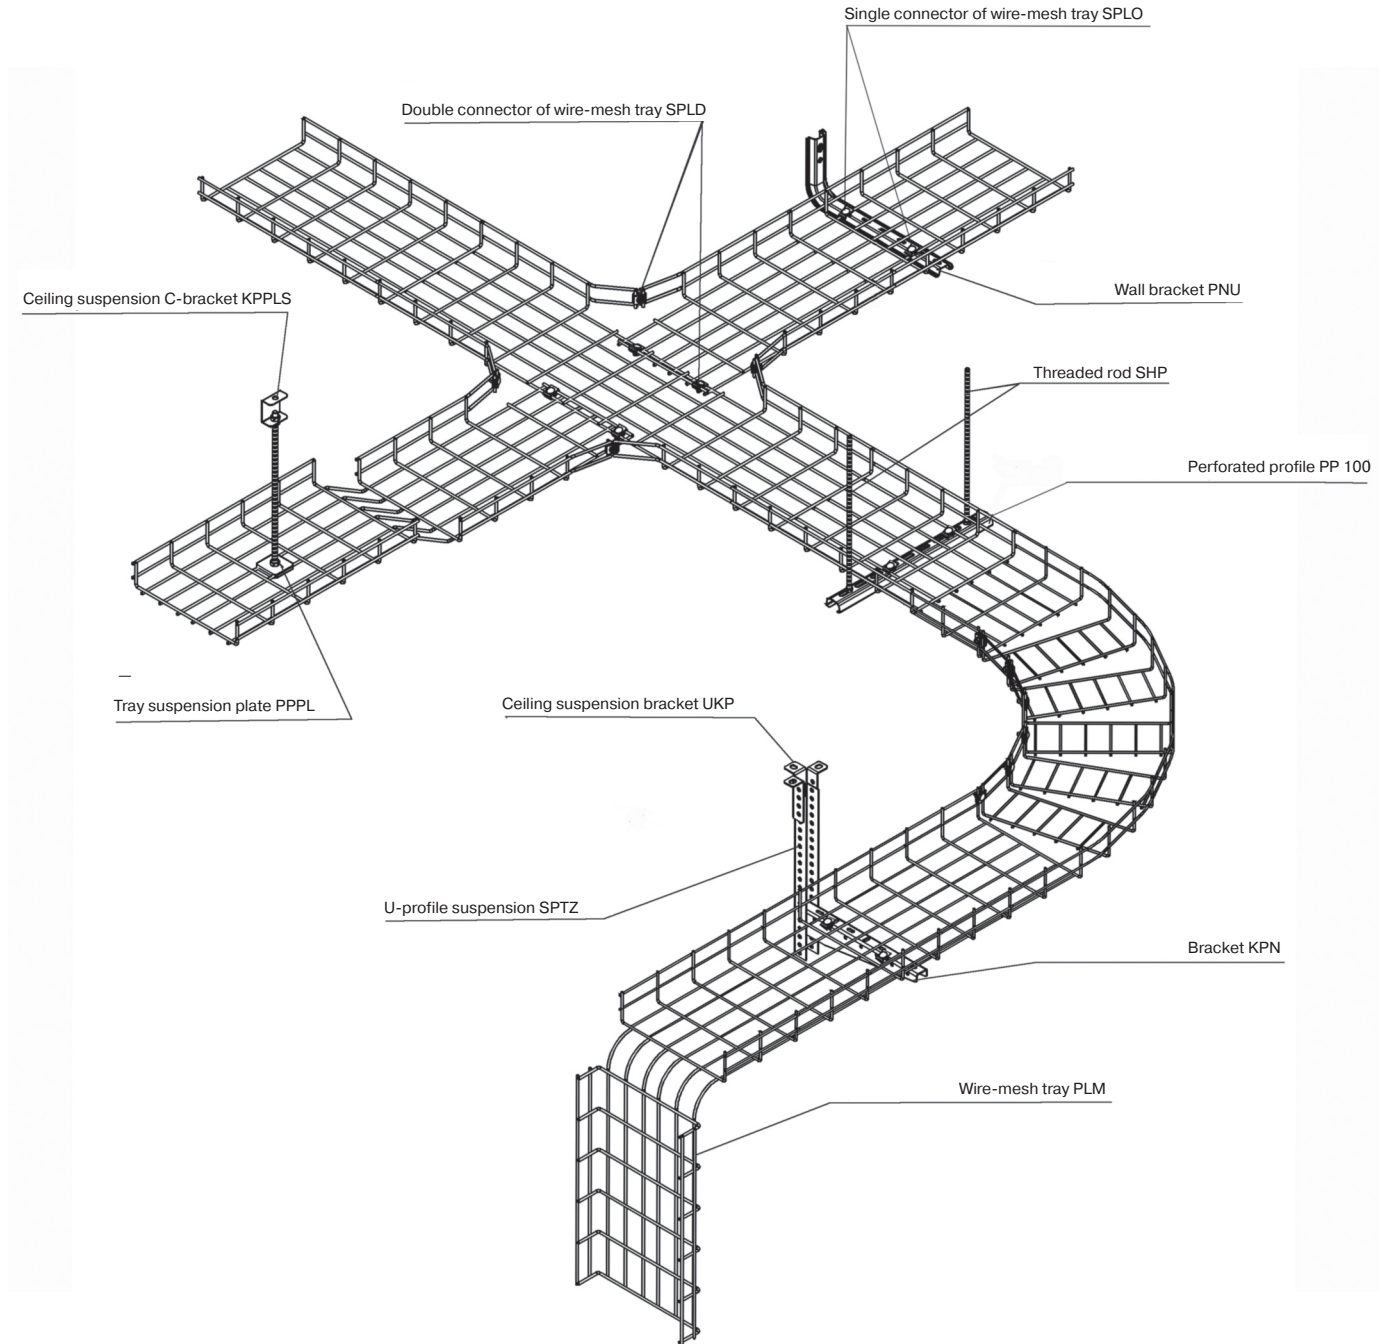 Single connector of wire-mesh tray SPLO
Double connector of wire-mesh tray SPLD
Wall bracket PNU
Ceiling suspension C-bracket KPPLS
Threaded rod SHP
Perforated profile PP 100
Tray suspension plate PPPL
Ceiling suspension bracket UKP
U-profile suspension SPTZ
Bracket KPN
Wire-mesh tray PLM